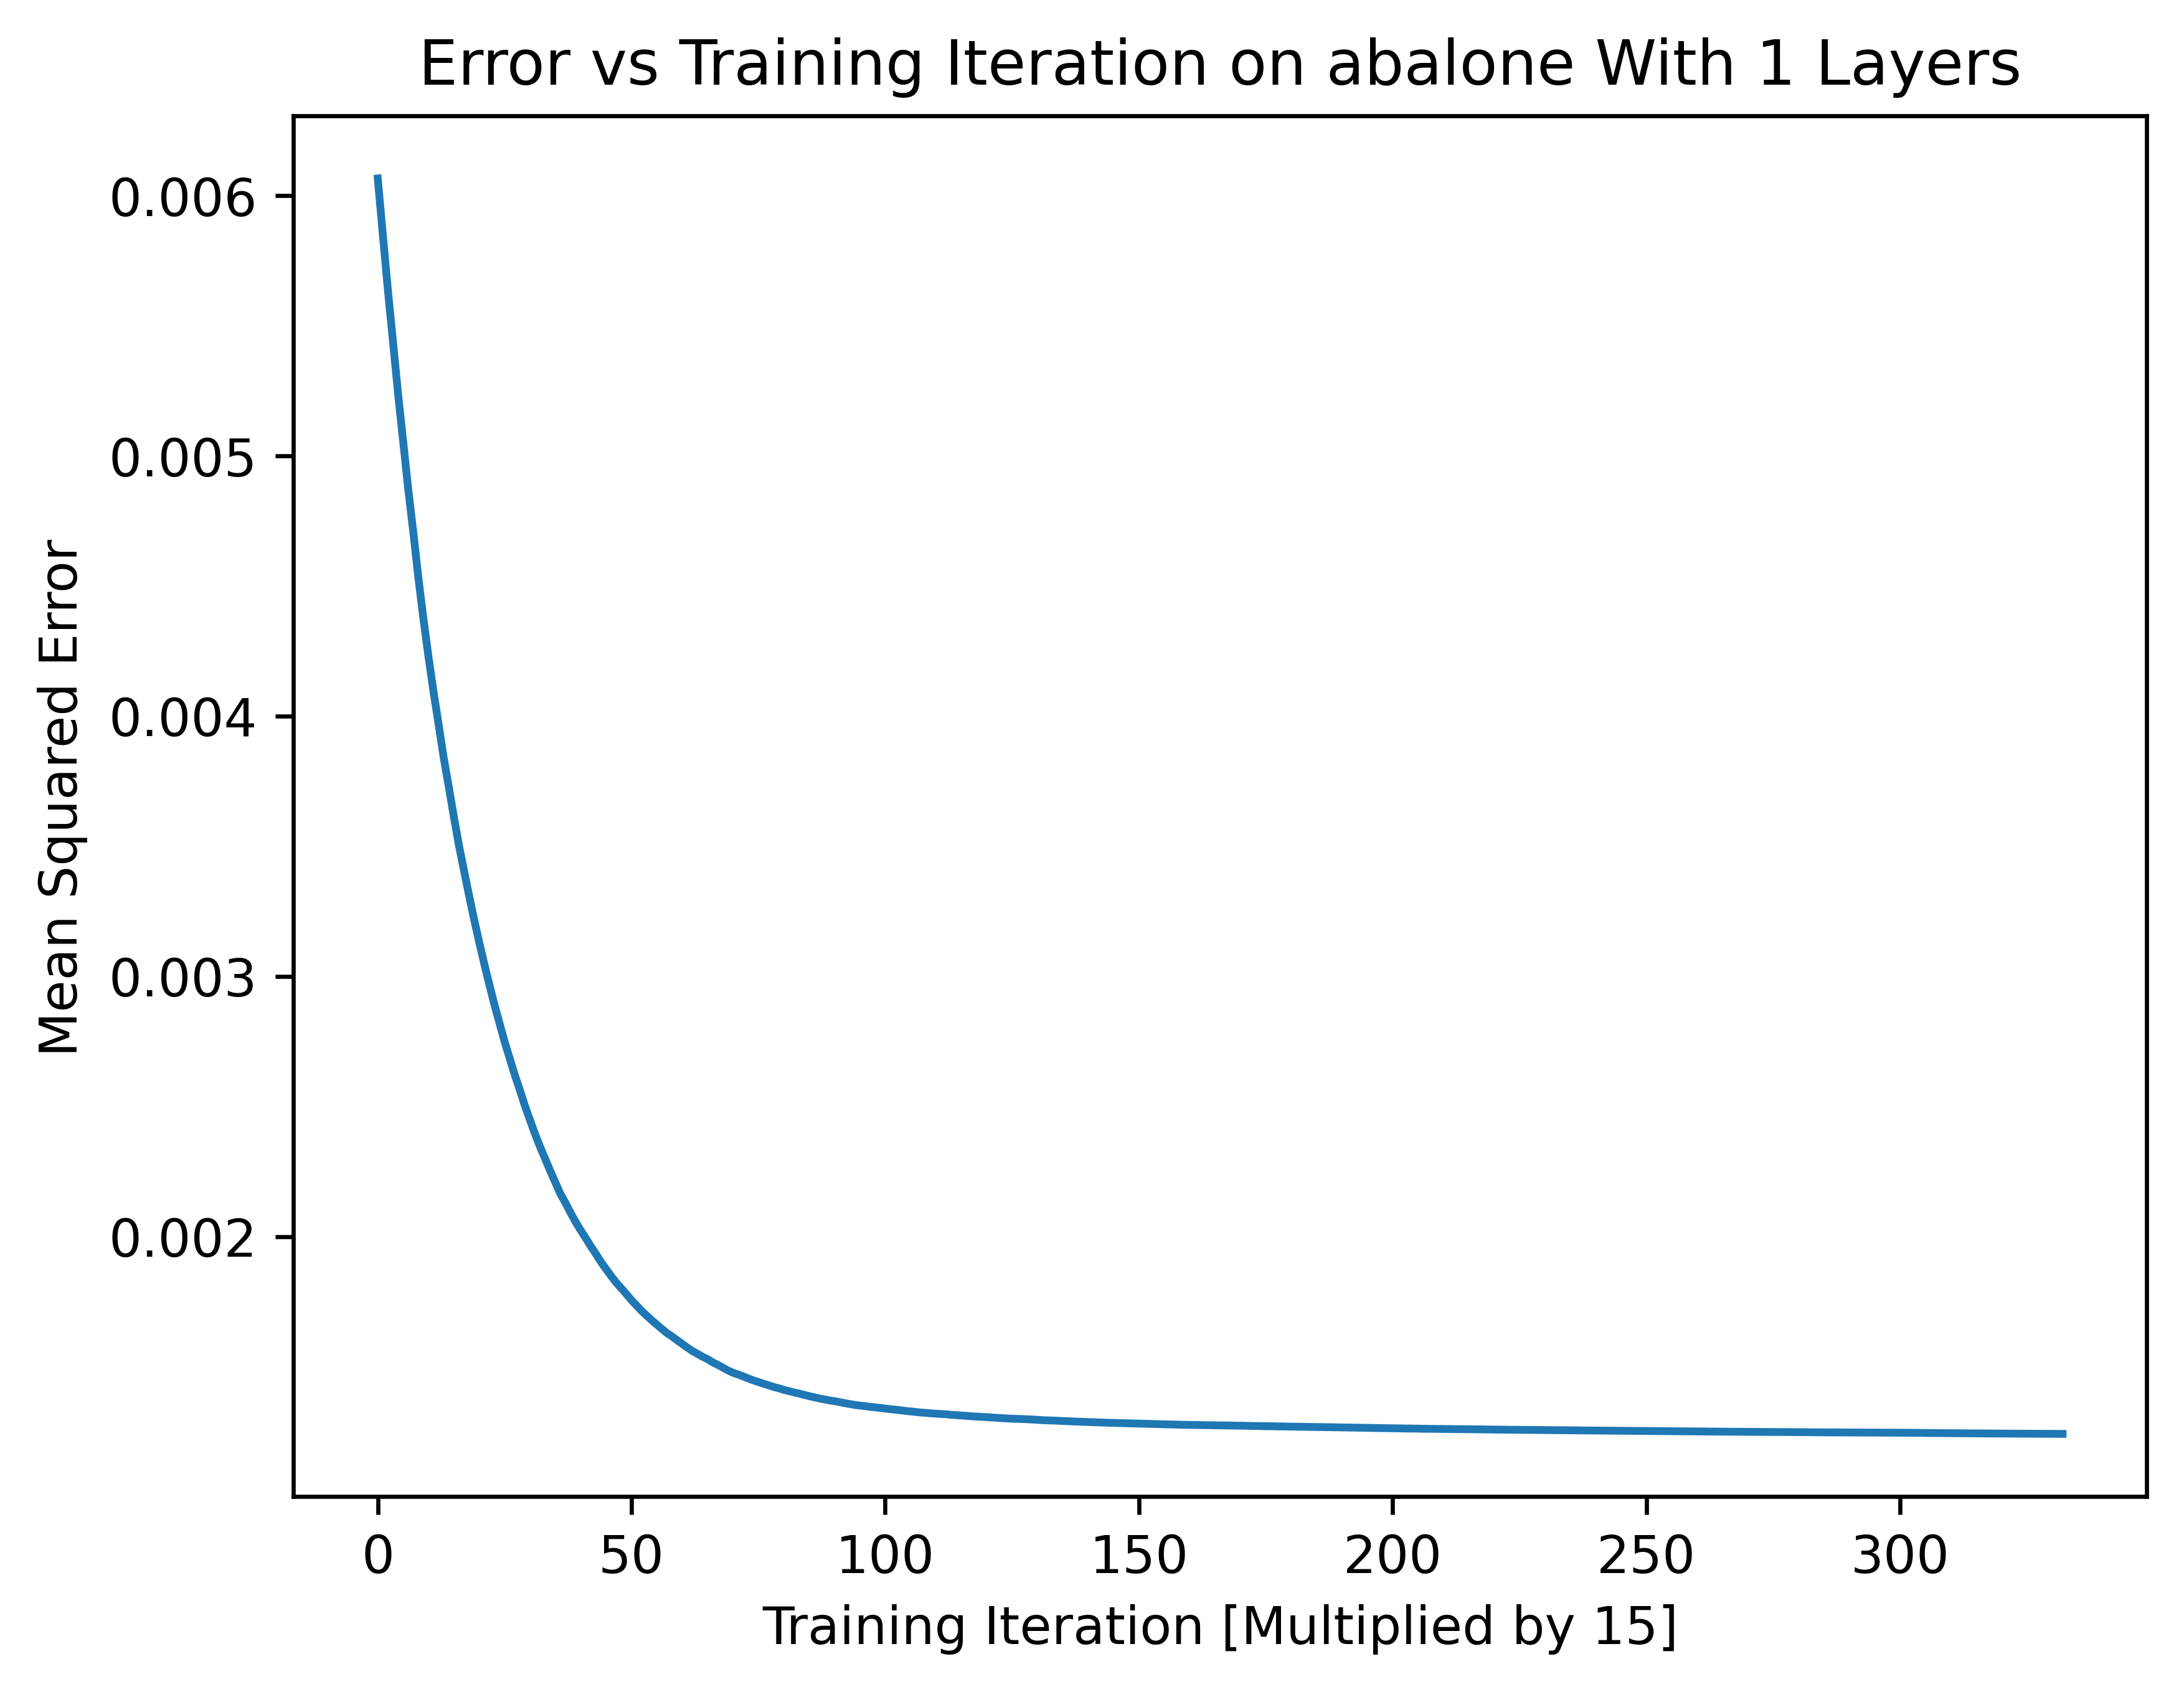 Error vs Training Iteration on abalone With 1 Layers
0.006
0.005
0.004
0.003
0.002
Mean Squared Error
0 50 100 150 200 250 300
Training Iteration [Multiplied by 15]